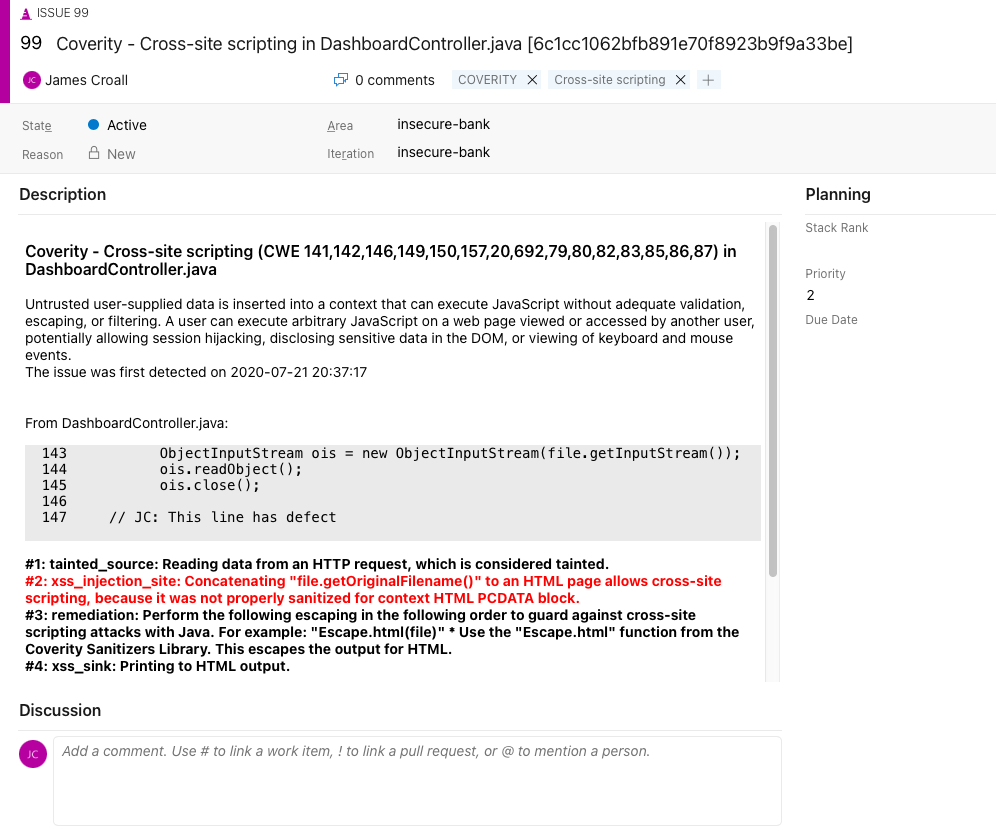 ISSUE 99
99 Coverity - Cross-site scripting in DashboardController.java [6c1cc1062bfb891e70f8923b9f9a33be]
JC James Croall 0 comments COVERITY Cross-site scripting
State Active Area insecure-bank
Reason New Iteration insecure-bank
Description
Coverity - Cross-site scripting (CWE 141,142,146,149,150,157,20,692,79,80,82,83,85,86,87) in
DashboardController.java
Untrusted user-supplied data is inserted into a context that can execute JavaScript without adequate validation,
escaping, or filtering. A user can execute arbitrary JavaScript on a web page viewed or accessed by another user,
potentially allowing session hijacking, disclosing sensitive data in the DOM, or viewing of keyboard and mouse
events.
The issue was first detected on 2020-07-21 20:37:17
From DashboardController.java:
143 ObjectInputStream ois = new ObjectInputStream(file.getInputStream());
144 ois.readObject();
145 ois.close();
146
147 // JC: This line has defect
#1: tainted_source: Reading data from an HTTP request, which is considered tainted.
#2: xss_injection_site: Concatenating "file.getOriginalFilename()" to an HTML page allows cross-site
scripting, because it was not properly sanitized for context HTML PCDATA block.
#3: remediation: Perform the following escaping in the following order to guard against cross-site
scripting attacks with Java. For example: "Escape.html(file)" * Use the "Escape.html" function from the
Coverity Sanitizers Library. This escapes the output for HTML.
#4: xss_sink: Printing to HTML output.
Planning
Stack Rank
Priority
2
Due Date
Discussion
JC
Add a comment. Use # to link a work item, ! to link a pull request, or @ to mention a person.